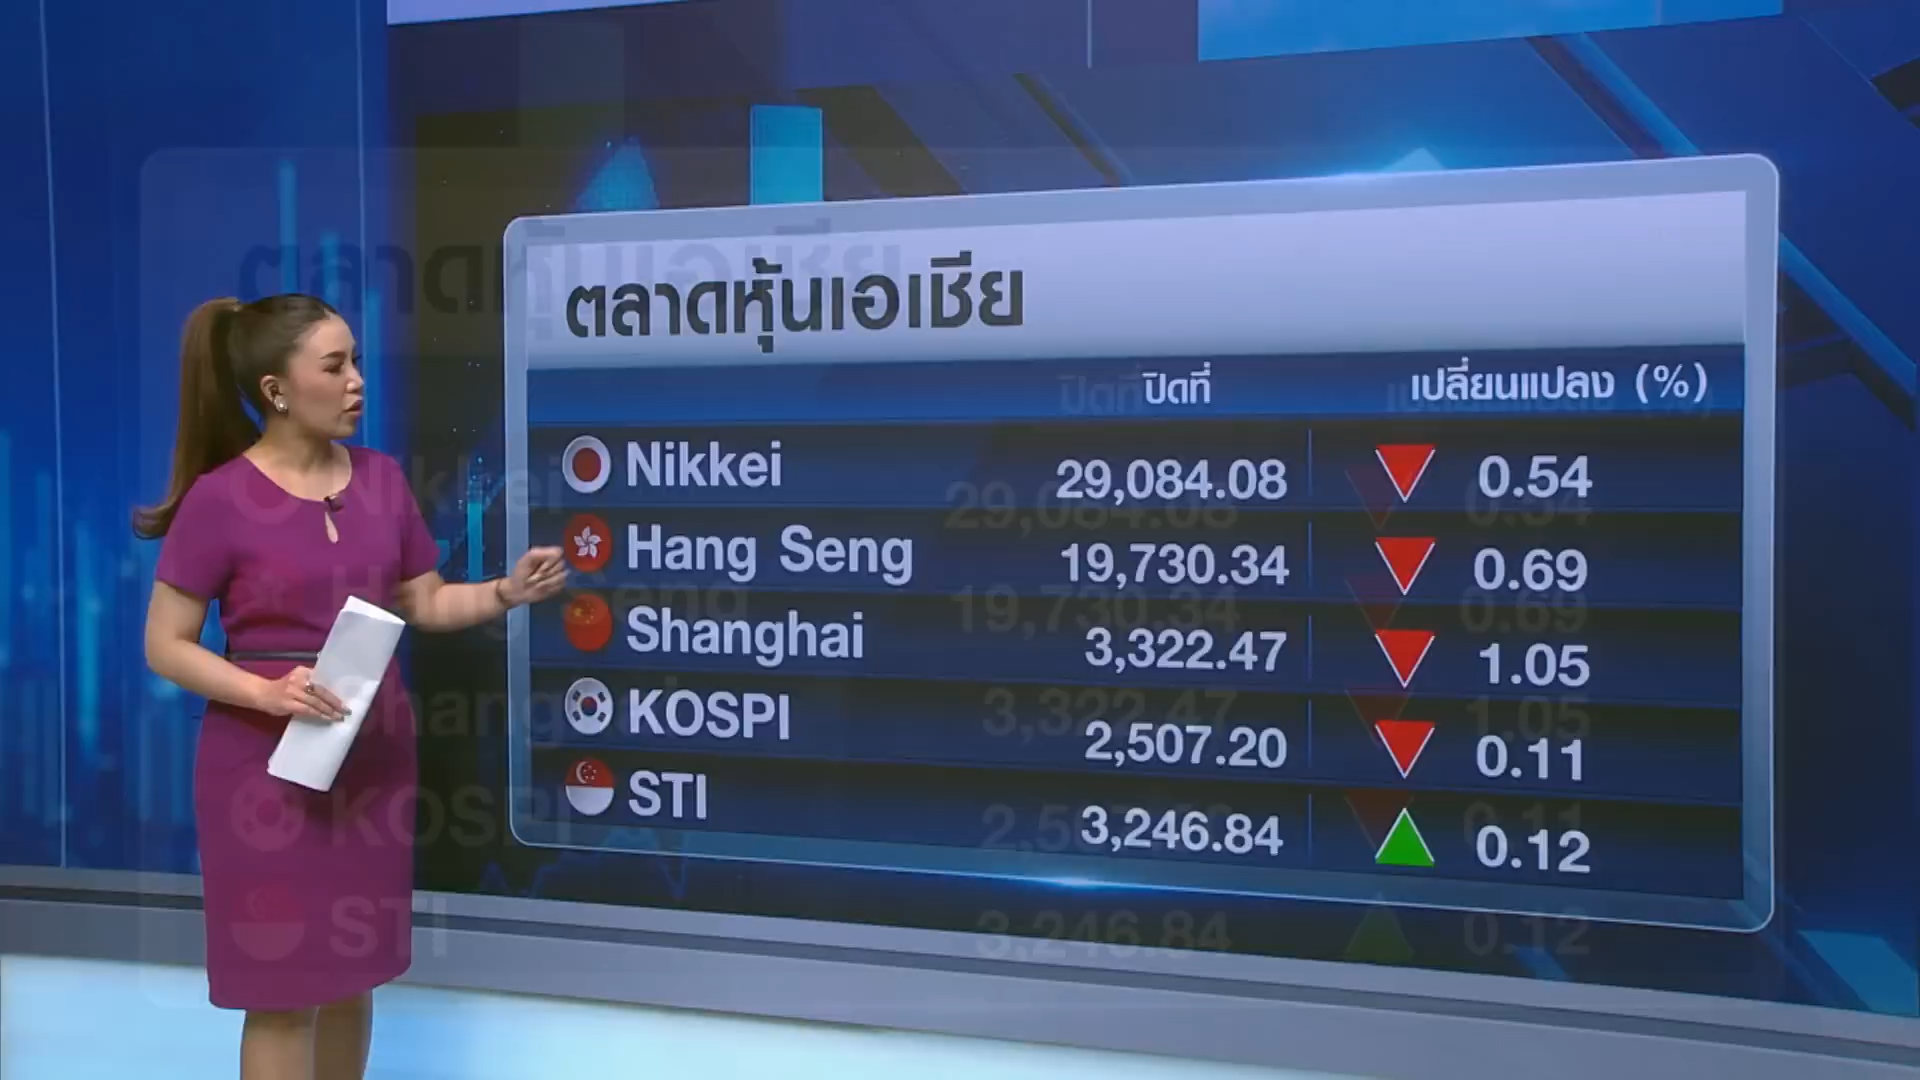 ตลาดหุ้นเอเชีย
ปิดที่ เปลี่ยนแปลง (%)
Nikkei 29,084.08 0.54
Hang Seng 19,730.34 0.69
Shanghai 3,322.47 1.05
KOSPI 2,507.20 0.11
STI 3,246.84 0.12